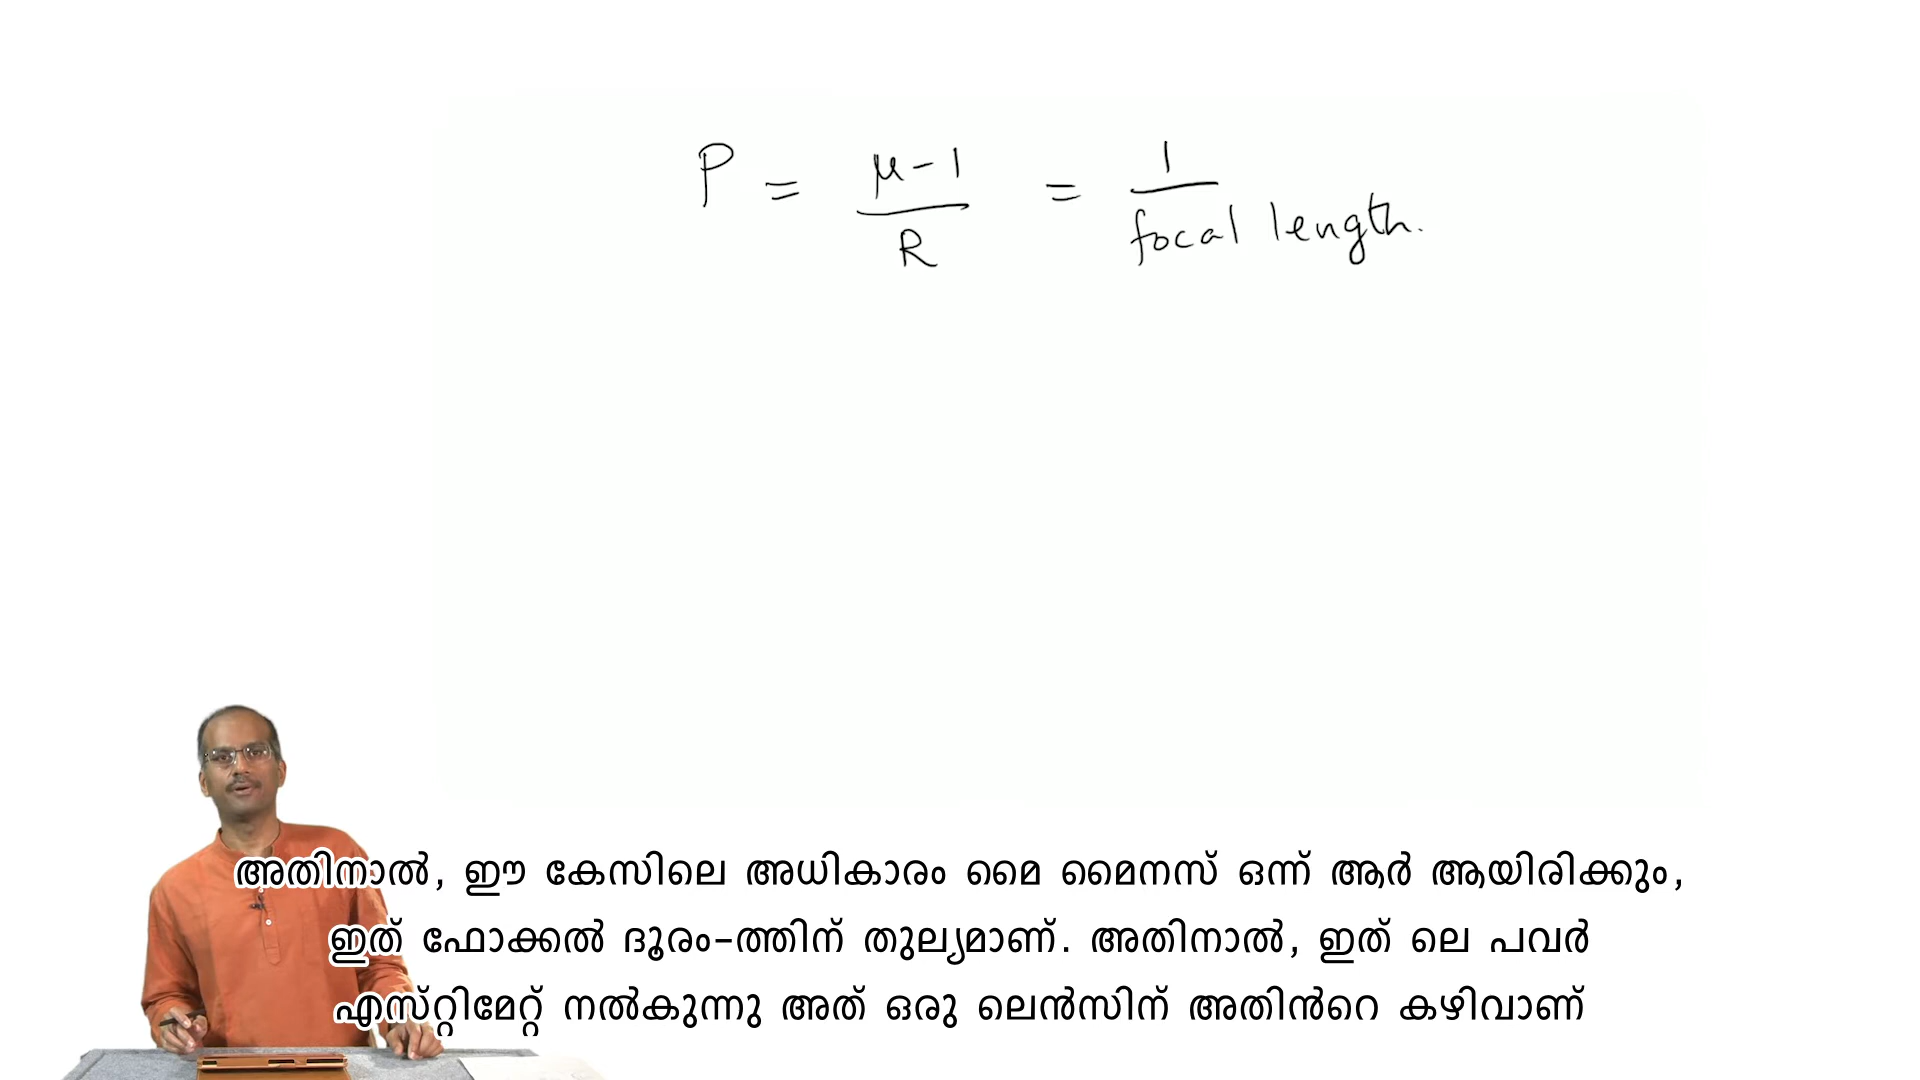 P = μ-1 / R = 1 / focal length.
അതിനാൽ, ഈ കേസിലെ അധികാരം മൈ മൈനസ് ഒന്ന് ആർ ആയിരിക്കും,
ഇത് ഫോക്കൽ ദൂരം-ത്തിന് തുല്യമാണ്. അതിനാൽ, ഇത് ലെ പവർ
എസ്റ്റിമേറ്റ് നൽകുന്നു അത് ഒരു ലെൻസിന് അതിൻറെ കഴിവാണ്